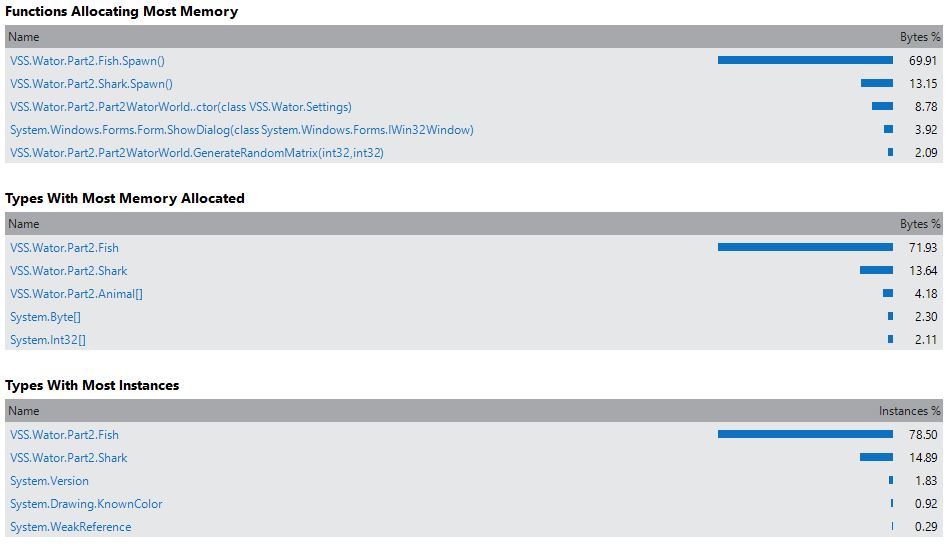 Functions Allocating Most Memory
Name Bytes %
VSS.Wator.Part2.Fish.Spawn() 69.91
VSS.Wator.Part2.Shark.Spawn() 13.15
VSS.Wator.Part2.Part2WatorWorld..ctor(class VSS.Wator.Settings) 8.78
System.Windows.Forms.Form.ShowDialog(class System.Windows.Forms.IWin32Window) 3.92
VSS.Wator.Part2.Part2WatorWorld.GenerateRandomMatrix(int32,int32) 2.09
Types With Most Memory Allocated
Name Bytes %
VSS.Wator.Part2.Fish 71.93
VSS.Wator.Part2.Shark 13.64
VSS.Wator.Part2.Animal[] 4.18
System.Byte[] 2.30
System.Int32[] 2.11
Types With Most Instances
Name Instances %
VSS.Wator.Part2.Fish 78.50
VSS.Wator.Part2.Shark 14.89
System.Version 1.83
System.Drawing.KnownColor 0.92
System.WeakReference 0.29